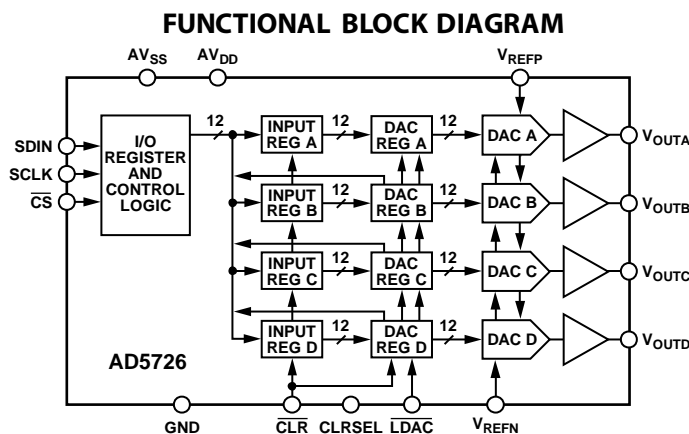 FUNCTIONAL BLOCK DIAGRAM
AVSS
AVDD
VREFP
SDIN
SCLK
CS
I/O
REGISTER
AND
CONTROL
LOGIC
12
INPUT
REG A
12
DAC
REG A
12
DAC A
VOUTA
INPUT
REG B
12
DAC
REG B
12
DAC B
VOUTB
INPUT
REG C
12
DAC
REG C
12
DAC C
VOUTC
INPUT
REG D
12
DAC
REG D
12
DAC D
VOUTD
AD5726
GND
CLR
CLRSEL
LDAC
VREFN